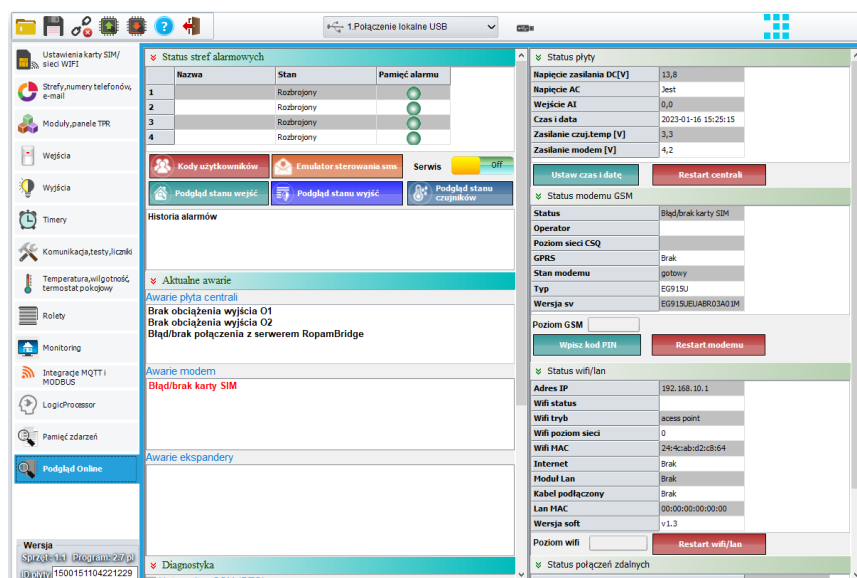 1.Połączenie lokalne USB
Ustawienia karty SIM/
sieci WIFI
Strefy,numery telefonów,
e-mail
Moduly,panele TPR
Wejścia
Wyjścia
Timery
Komunikacja,testy,liczniki
Temperatura,wilgotność,
termostat pokojowy
Rolety
Monitoring
Integracje MQTT i
MODBUS
LogicProcessor
Pamięć zdarzeń
Podgląd Online
Wersja
Sprzęt: 1.1 Program: 2.7 pl
ID płyty 1500151104221229
Status stref alarmowych
Nazwa Stan Pamięć alarmu
1 Rozbrojony
2 Rozbrojony
3 Rozbrojony
4 Rozbrojony
Kody użytkowników Emulator sterowania sms Serwis Off
Podgląd stanu wejść Podgląd stanu wyjść Podgląd stanu
czujników
Historia alarmów
Aktualne awarie
Awarie płyta centrali
Brak obciążenia wyjścia O1
Brak obciążenia wyjścia O2
Błąd/brak połączenia z serwerem RopamBridge
Awarie modem
Błąd/brak karty SIM
Awarie ekspandery
Diagnostyka
Status płyty
Napięcie zasilania DC[V] 13,8
Napięcie AC Jest
Wejście AI 0,0
Czas i data 2023-01-16 15:25:15
Zasilanie czuj.temp [V] 3,3
Zasilanie modem [V] 4,2
Ustaw czas i datę Restart centrali
Status modemu GSM
Status Błąd/brak karty SIM
Operator
Poziom sieci CSQ
GPRS Brak
Stan modemu gotowy
Typ EG915U
Wersja sv EG915UEUABR03A01M
Poziom GSM
Wpisz kod PIN Restart modemu
Status wifi/lan
Adres IP 192.168.10.1
Wifi status
Wifi tryb acess point
Wifi poziom sieci 0
Wifi MAC 24:4c:ab:d2:c8:64
Internet Brak
Moduł Lan Brak
Kabel podłączony Brak
Lan MAC 00:00:00:00:00:00
Wersja soft v1.3
Poziom wifi Restart wifi/lan
Status połączeń zdalnych